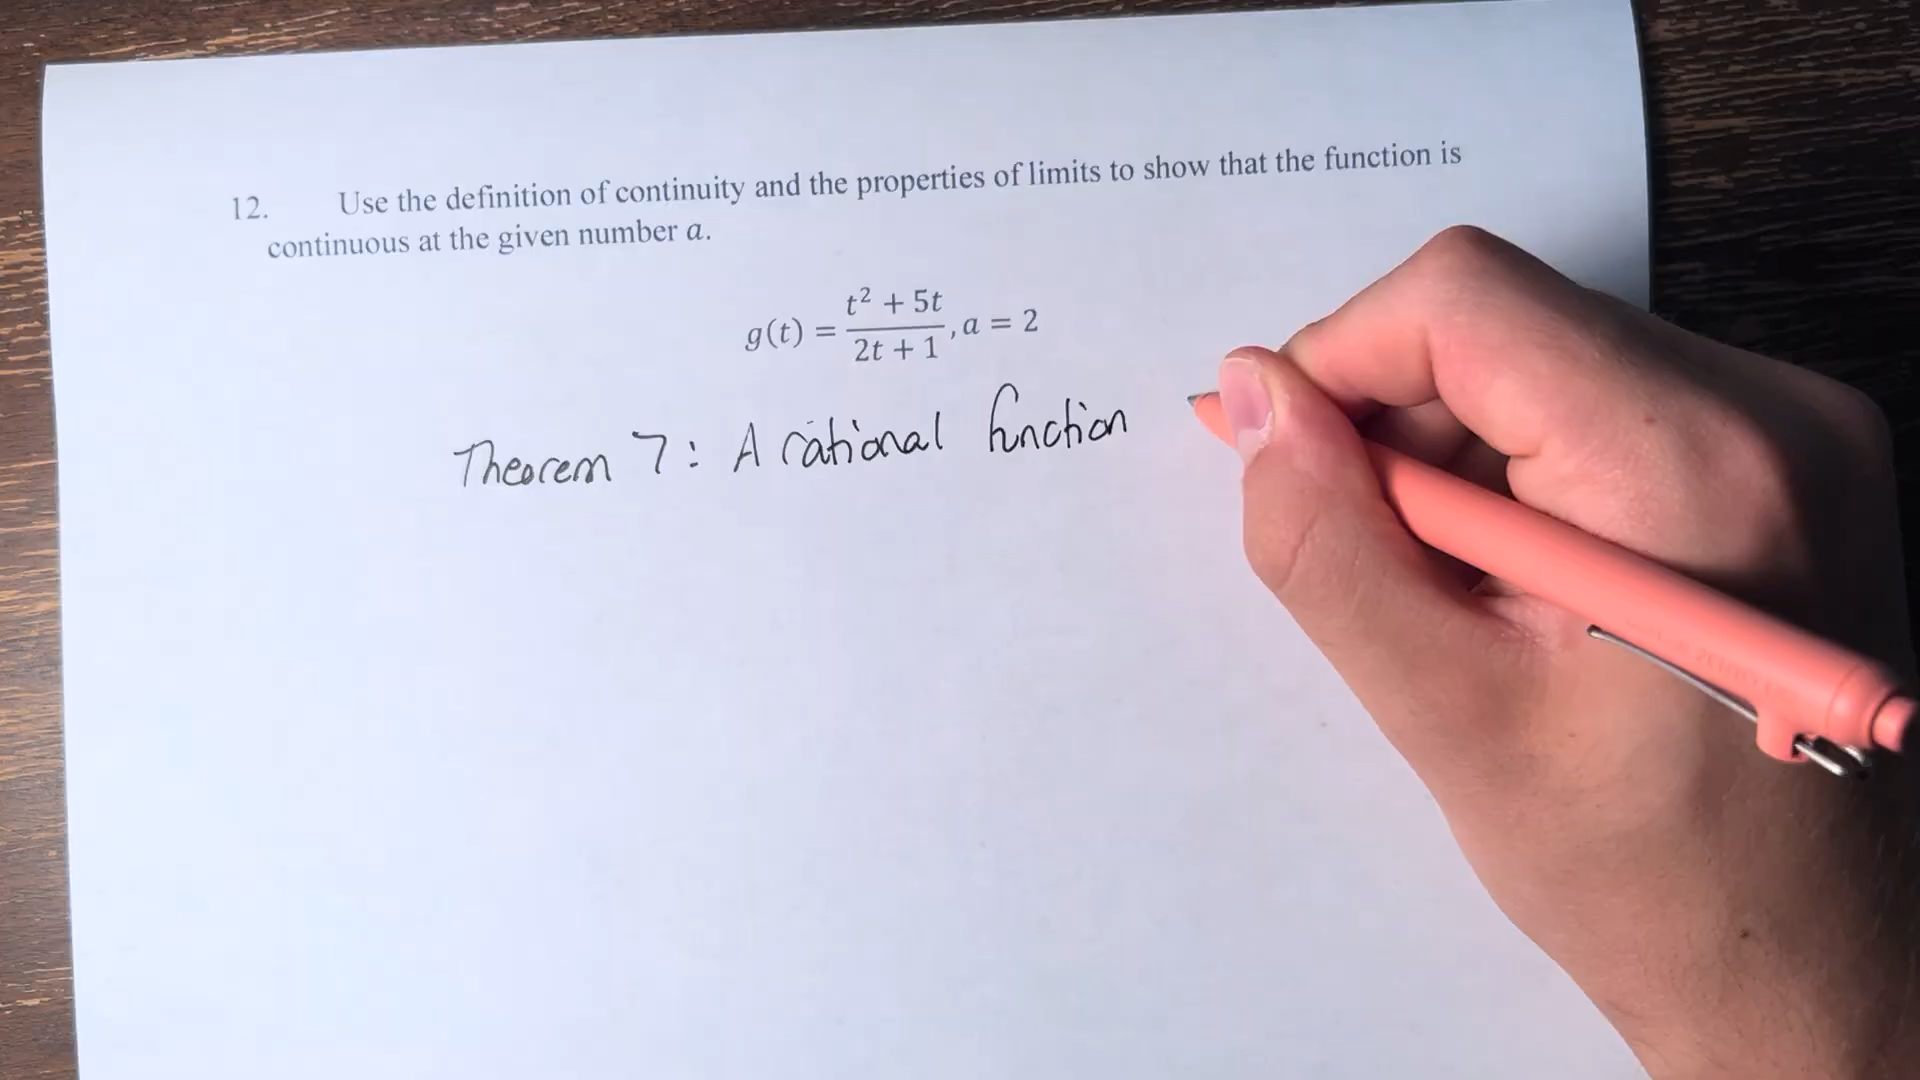 12. Use the definition of continuity and the properties of limits to show that the function is
continuous at the given number a.
g(t) = \frac{t² + 5t}{2t + 1}, a = 2
Theorem 7: A rational function